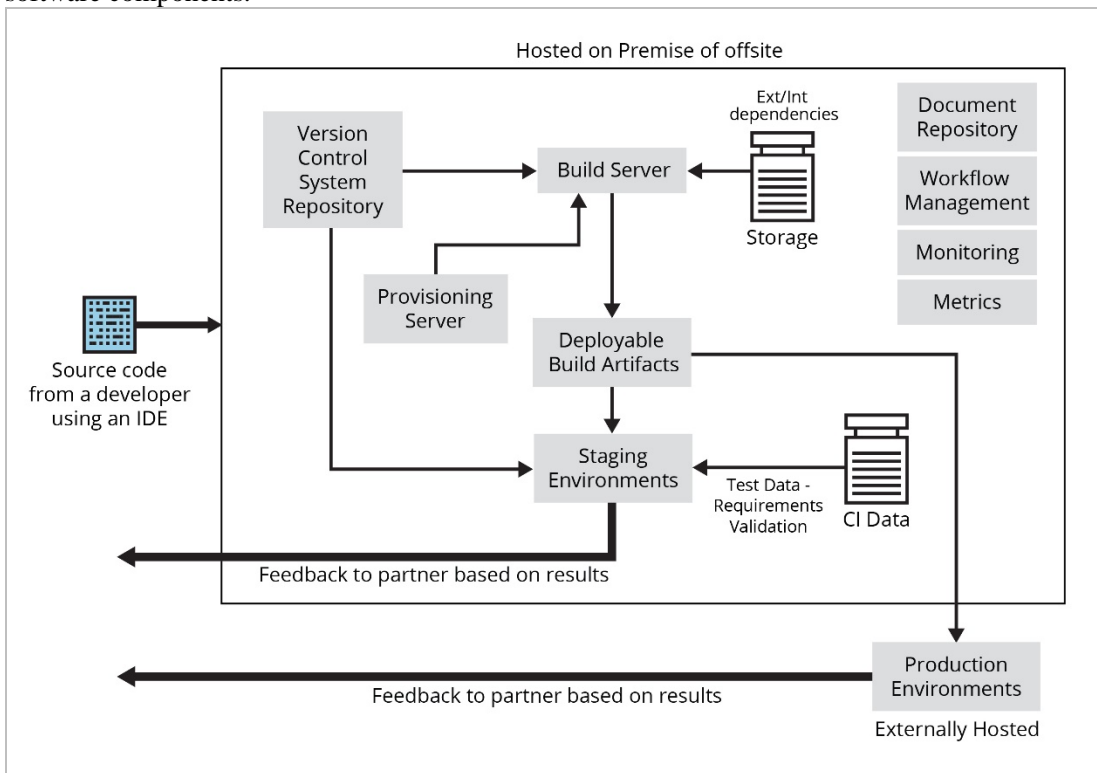 software components.
Hosted on Premise of offsite
Ext/Int
dependencies
Document
Repository
Version
Control
System
Repository
Build Server
Workflow
Management
Storage
Monitoring
Provisioning
Server
Metrics
Deployable
Build Artifacts
Source code
from a developer
using an IDE
Staging
Environments
Test Data -
Requirements
Validation
CI Data
Feedback to partner based on results
Production
Environments
Feedback to partner based on results
Externally Hosted